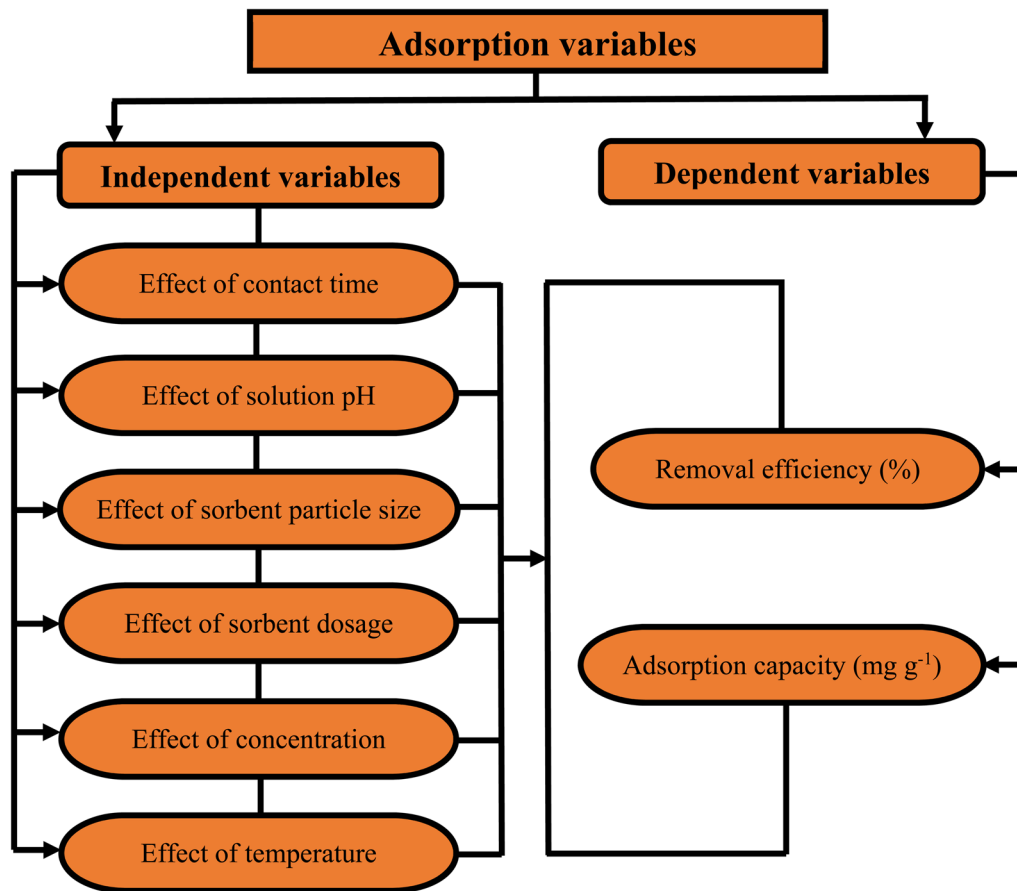 Adsorption variables
Independent variables
Dependent variables
Effect of contact time
Effect of solution pH
Effect of sorbent particle size
Effect of sorbent dosage
Effect of concentration
Effect of temperature
Removal efficiency (%)
Adsorption capacity (mg g⁻¹)